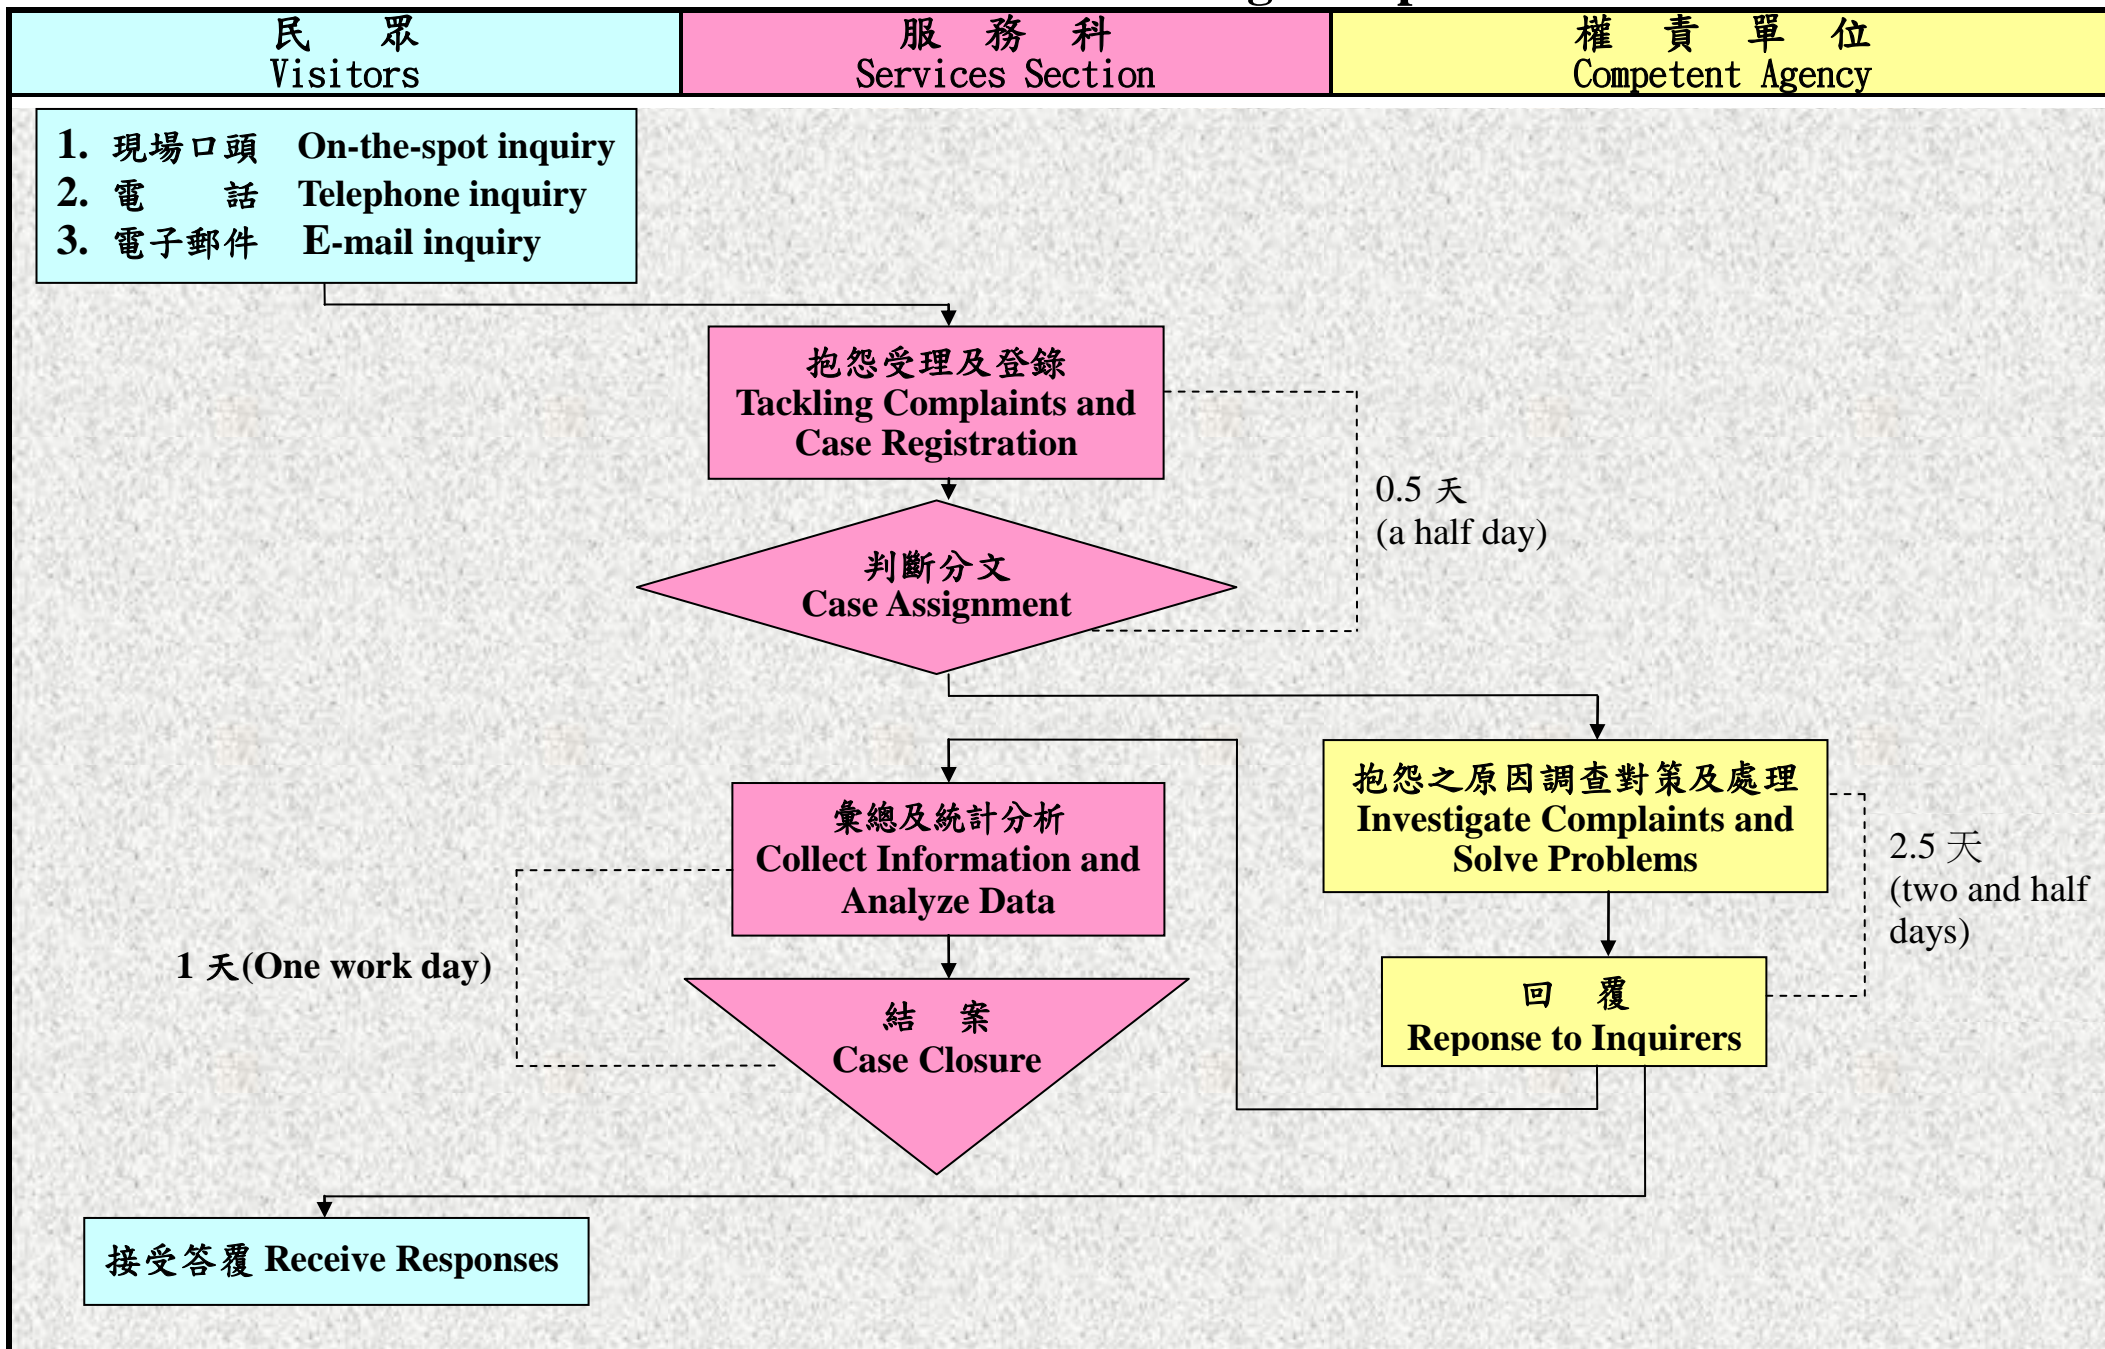 民 眾
Visitors
服 務 科
Services Section
權 責 單 位
Competent Agency
1. 現場口頭 On-the-spot inquiry
2. 電 話 Telephone inquiry
3. 電子郵件 E-mail inquiry
抱怨受理及登錄
Tackling Complaints and
Case Registration
0.5 天
(a half day)
判斷分文
Case Assignment
抱怨之原因調查對策及處理
Investigate Complaints and
Solve Problems
彙總及統計分析
Collect Information and
Analyze Data
2.5 天
(two and half
days)
1 天(One work day)
回 覆
Reponse to Inquirers
結 案
Case Closure
接受答覆 Receive Responses